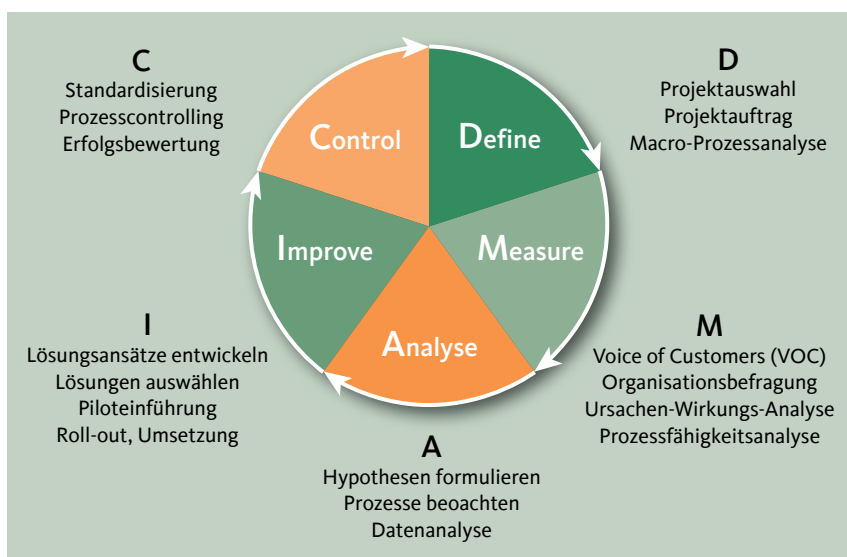 C
Standardisierung
Prozesscontrolling
Erfolgsbewertung
D
Projektauswahl
Projektauftrag
Macro-Prozessanalyse
Control
Define
Improve
Measure
Analyse
I
Lösungsansätze entwickeln
Lösungen auswählen
Piloteinführung
Roll-out, Umsetzung
M
Voice of Customers (VOC)
Organisationsbefragung
Ursachen-Wirkungs-Analyse
Prozessfähigkeitsanalyse
A
Hypothesen formulieren
Prozesse beoachten
Datenanalyse